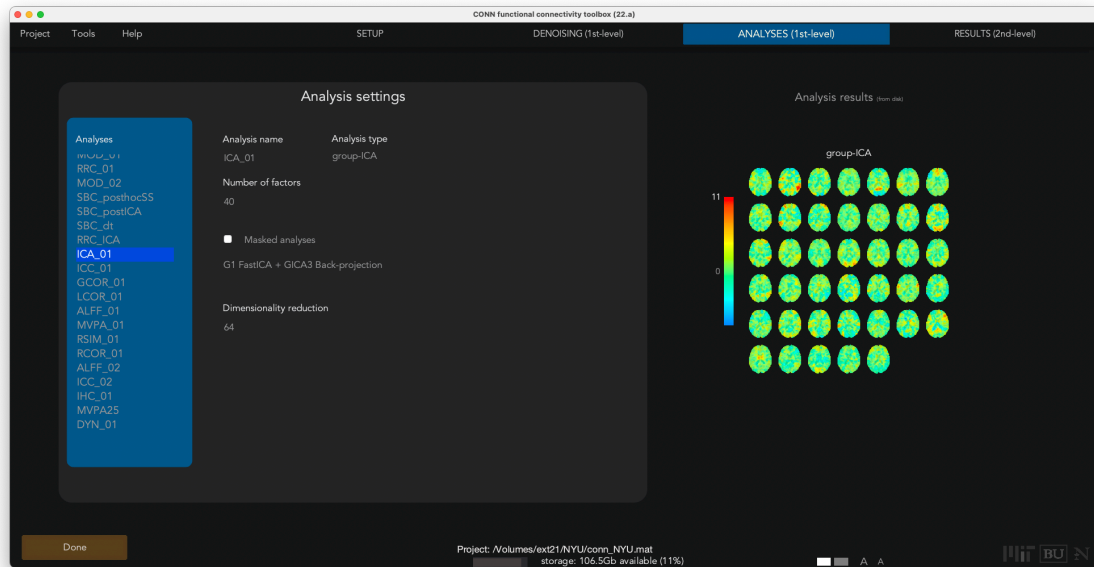 CONN functional connectivity toolbox (22.a)
Project Tools Help SETUP DENOISING (1st-level) ANALYSES (1st-level) RESULTS (2nd-level)
Analysis settings
Analyses
MOD_01
RRC_01
MOD_02
SBC_posthocSS
SBC_postICA
SBC_dt
RRC_ICA
ICA_01
ICC_01
GCOR_01
LCOR_01
ALFF_01
MVPA_01
RSIM_01
RCOR_01
ALFF_02
ICC_02
IHC_01
MVPA25
DYN_01
Analysis name
ICA_01
Analysis type
group-ICA
Number of factors
40
Masked analyses
G1 FastICA + GICA3 Back-projection
Dimensionality reduction
64
Analysis results (from disk)
group-ICA
11
0
Done
Project: /Volumes/ext21/NYU/conn_NYU.mat
storage: 106.5Gb available (11%)
A A
BU N